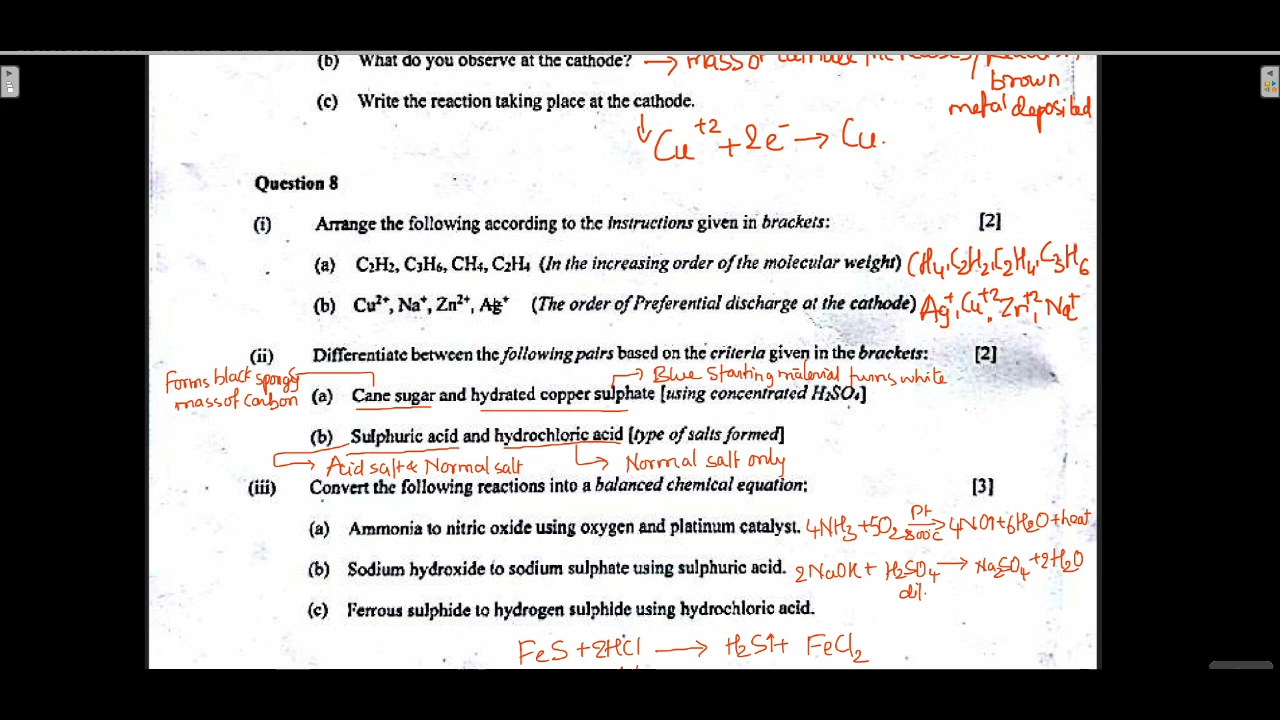 (b) What do you observe at the cathode? → mass of cathode increases/
brown
(c) Write the reaction taking place at the cathode.
metal deposited
↓ Cu⁺² + 2e⁻ → Cu.
Question 8
(i) Arrange the following according to the instructions given in brackets: [2]
(a) C₂H₂, C₃H₆, CH₄, C₂H₄ (In the increasing order of the molecular weight) CH₄, C₂H₂, C₂H₄, C₃H₆
(b) Cu²⁺, Na⁺, Zn²⁺, Ag⁺ (The order of Preferential discharge at the cathode) Ag⁺, Cu⁺², Zn⁺², Na⁺
(ii) Differentiate between the following pairs based on the criteria given in the brackets: [2]
Forms black spongy → Blue Starting material turns white
mass of Carbon (a) Cane sugar and hydrated copper sulphate [using concentrated H₂SO₄]
(b) Sulphuric acid and hydrochloric acid [type of salts formed]
→ Acid salt & Normal salt → Normal salt only
(iii) Convert the following reactions into a balanced chemical equation: [3]
(a) Ammonia to nitric oxide using oxygen and platinum catalyst. 4NH₃ + 5O₂ Pt → 800°C 4NO + 6H₂O + heat
(b) Sodium hydroxide to sodium sulphate using sulphuric acid. 2NaOH + H₂SO₄ → Na₂SO₄ + 2H₂O
dil.
(c) Ferrous sulphide to hydrogen sulphide using hydrochloric acid.
FeS + 2HCl → H₂S↑ + FeCl₂